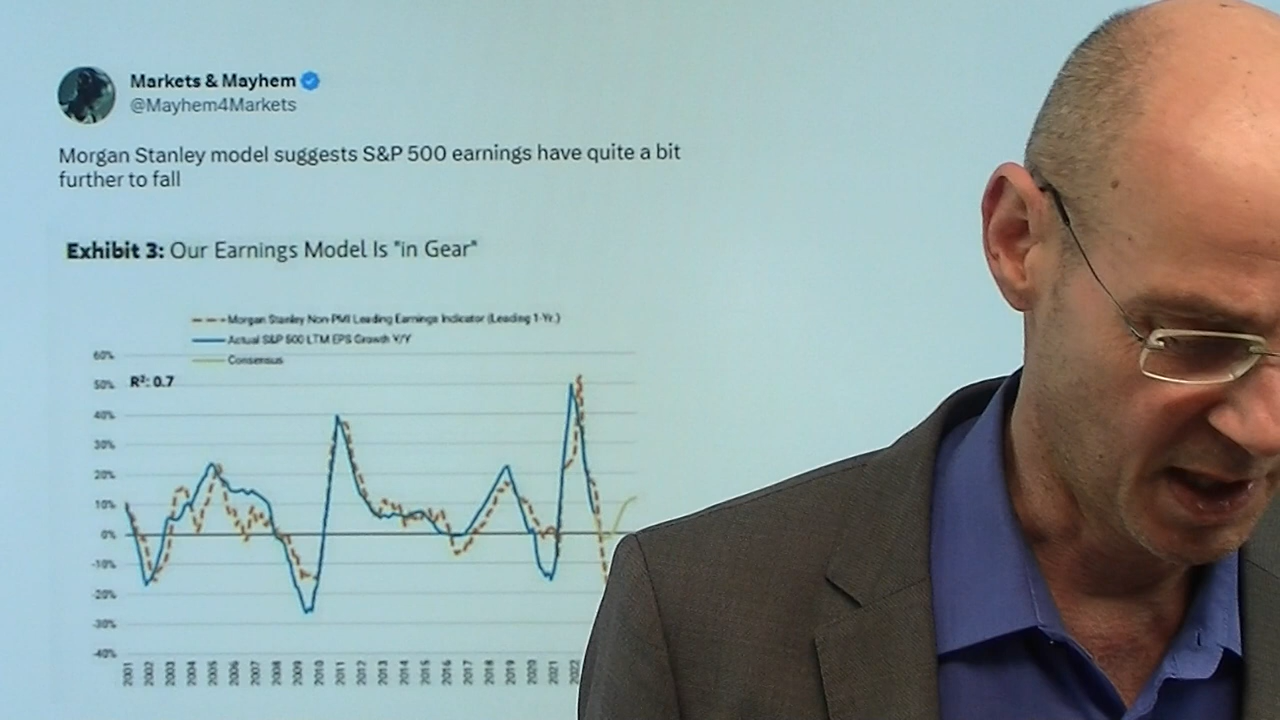 Markets & Mayhem
@Mayhem4Markets
Morgan Stanley model suggests S&P 500 earnings have quite a bit
further to fall
Exhibit 3: Our Earnings Model Is "in Gear"
Morgan Stanley Non-PMI Leading Earnings Indicator (Leading 1-Yr.)
Actual S&P 500 LTM EPS Growth Y/Y
Consensus
60%
R²: 0.7
50%
40%
30%
20%
10%
0%
-10%
-20%
-30%
-40%
2001 2002 2003 2004 2005 2006 2007 2008 2009 2010 2011 2012 2013 2014 2015 2016 2017 2018 2019 2020 2021 2022